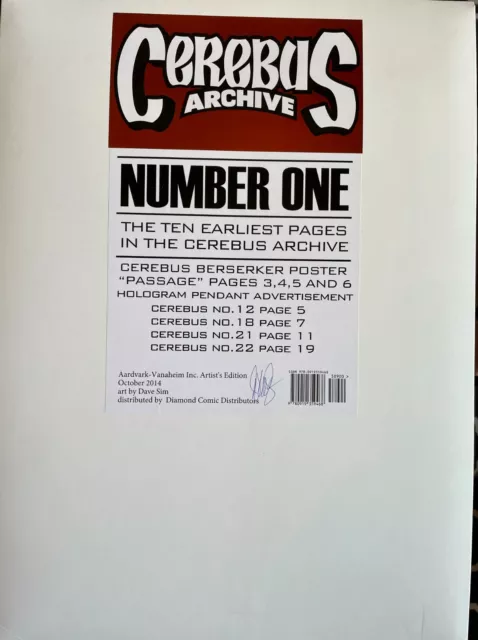 CEREBUS
ARCHIVE
NUMBER ONE
THE TEN EARLIEST PAGES
IN THE CEREBUS ARCHIVE
CEREBUS BERSERKER POSTER
“PASSAGE” PAGES 3,4,5 AND 6
HOLOGRAM PENDANT ADVERTISEMENT
CEREBUS NO.12 PAGE 5
CEREBUS NO.18 PAGE 7
CEREBUS NO.21 PAGE 11
CEREBUS NO.22 PAGE 19
Aardvark-Vanaheim Inc. Artist's Edition
October 2014
art by Dave Sim
distributed by Diamond Comic Distributors